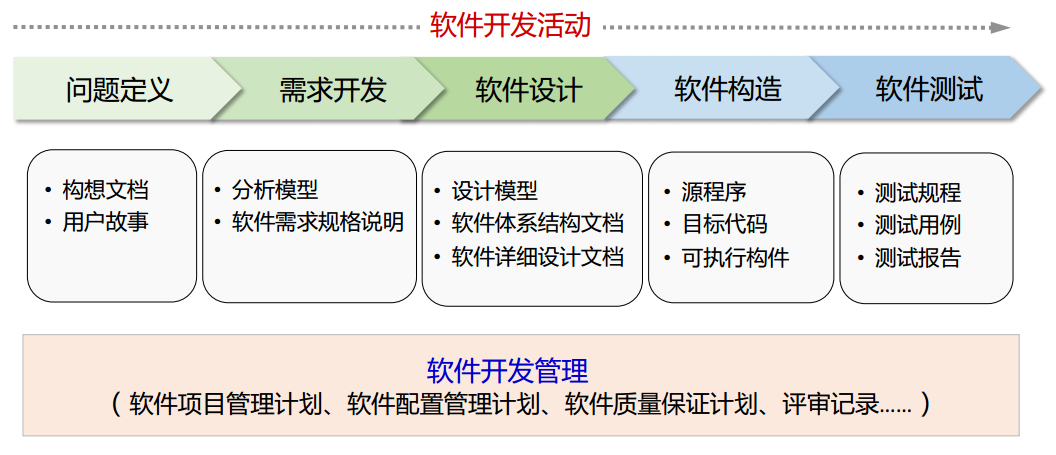 软件开发活动
问题定义
需求开发
软件设计
软件构造
软件测试
• 构想文档
• 用户故事
• 分析模型
• 软件需求规格说明
• 设计模型
• 软件体系结构文档
• 软件详细设计文档
• 源程序
• 目标代码
• 可执行构件
• 测试规程
• 测试用例
• 测试报告
软件开发管理
（软件项目管理计划、软件配置管理计划、软件质量保证计划、评审记录……）